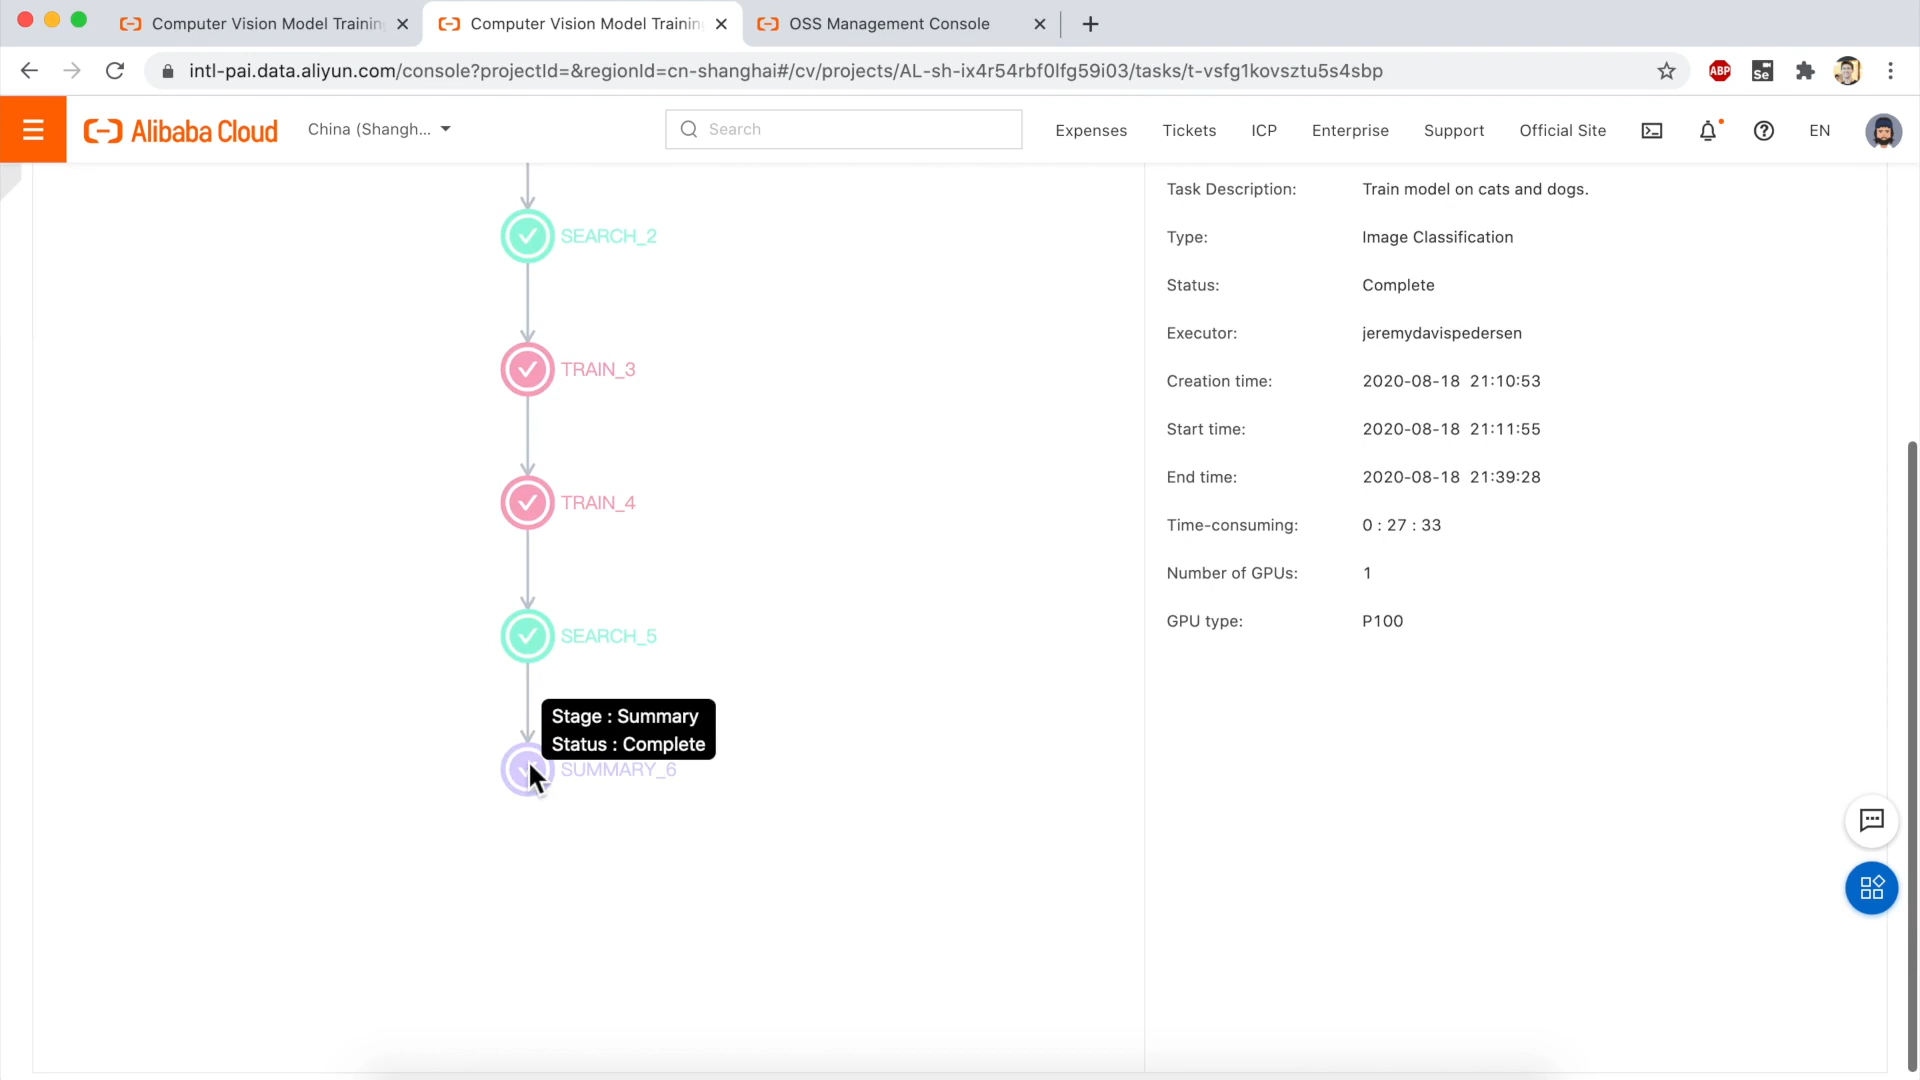 Computer Vision Model Training
Computer Vision Model Training
OSS Management Console
intl-pai.data.aliyun.com/console?projectId=&regionId=cn-shanghai#/cv/projects/AL-sh-ix4r54rbf0lfg59i03/tasks/t-vsfg1kovsztu5s4sbp
ABP
Se
Alibaba Cloud
China (Shangh...
Search
Expenses
Tickets
ICP
Enterprise
Support
Official Site
EN
Task Description: Train model on cats and dogs.
SEARCH_2
Type: Image Classification
Status: Complete
Executor: jeremydavispedersen
TRAIN_3
Creation time: 2020-08-18 21:10:53
Start time: 2020-08-18 21:11:55
End time: 2020-08-18 21:39:28
TRAIN_4
Time-consuming: 0 : 27 : 33
Number of GPUs: 1
GPU type: P100
SEARCH_5
Stage : Summary
Status : Complete
SUMMARY_6